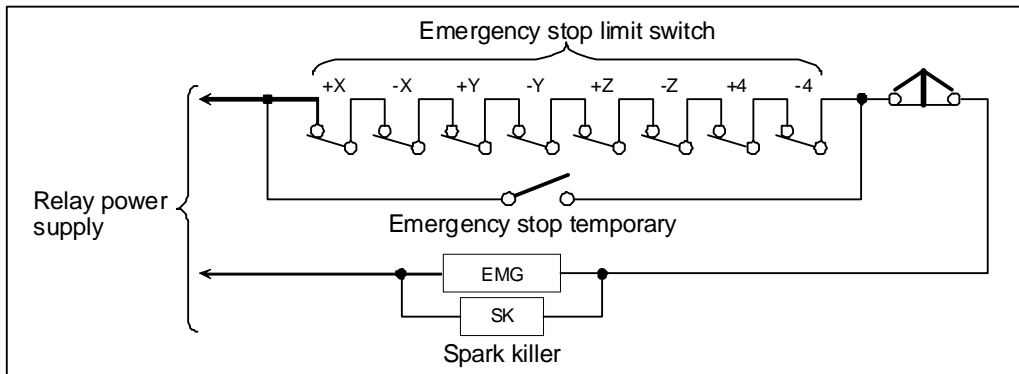 Emergency stop limit switch
+X -X +Y -Y +Z -Z +4 -4
Relay power
supply
Emergency stop temporary
EMG
SK
Spark killer